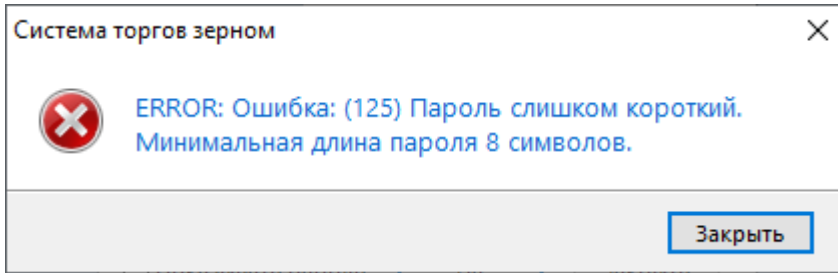 Система торгов зерном
ERROR: Ошибка: (125) Пароль слишком короткий.
Минимальная длина пароля 8 символов.
Закрыть